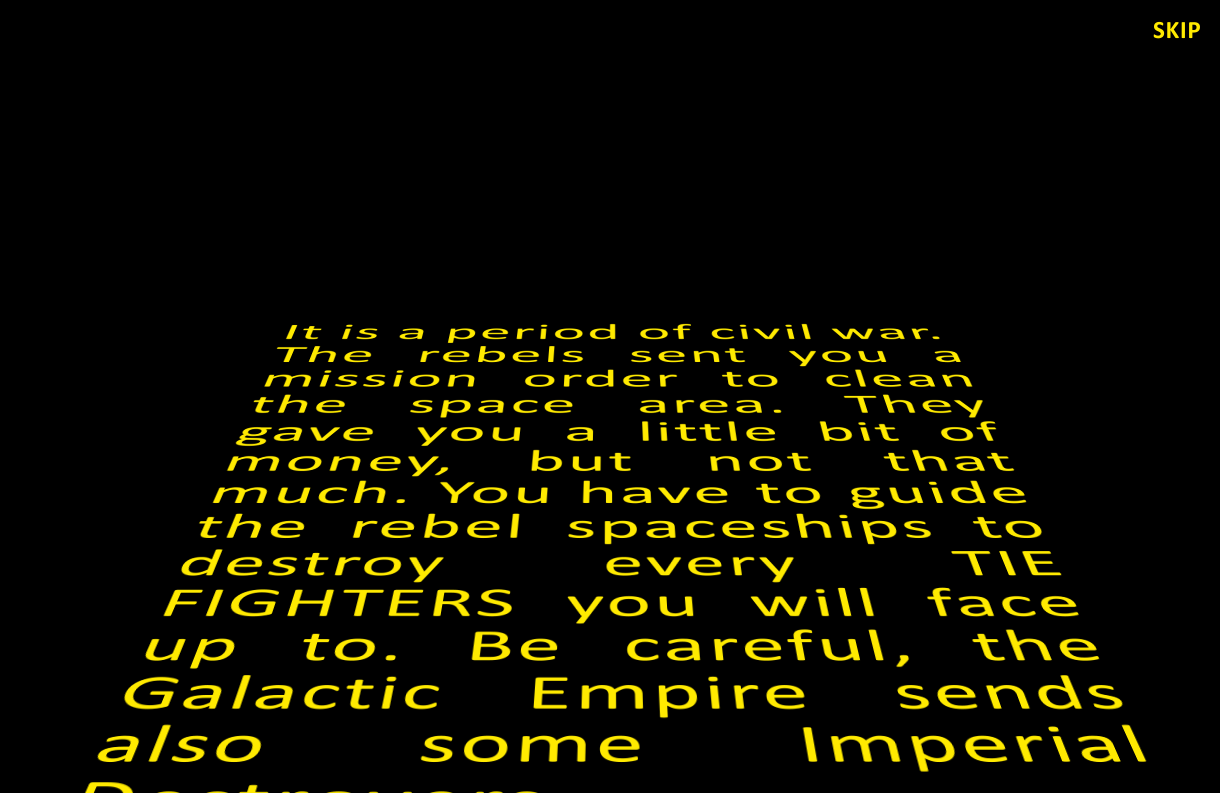 SKIP
It is a period of civil war.
The rebels sent you a
mission order to clean
the space area. They
gave you a little bit of
money, but not that
much. You have to guide
the rebel spaceships to
destroy every TIE
FIGHTERS you will face
up to. Be careful, the
Galactic Empire sends
also some Imperial